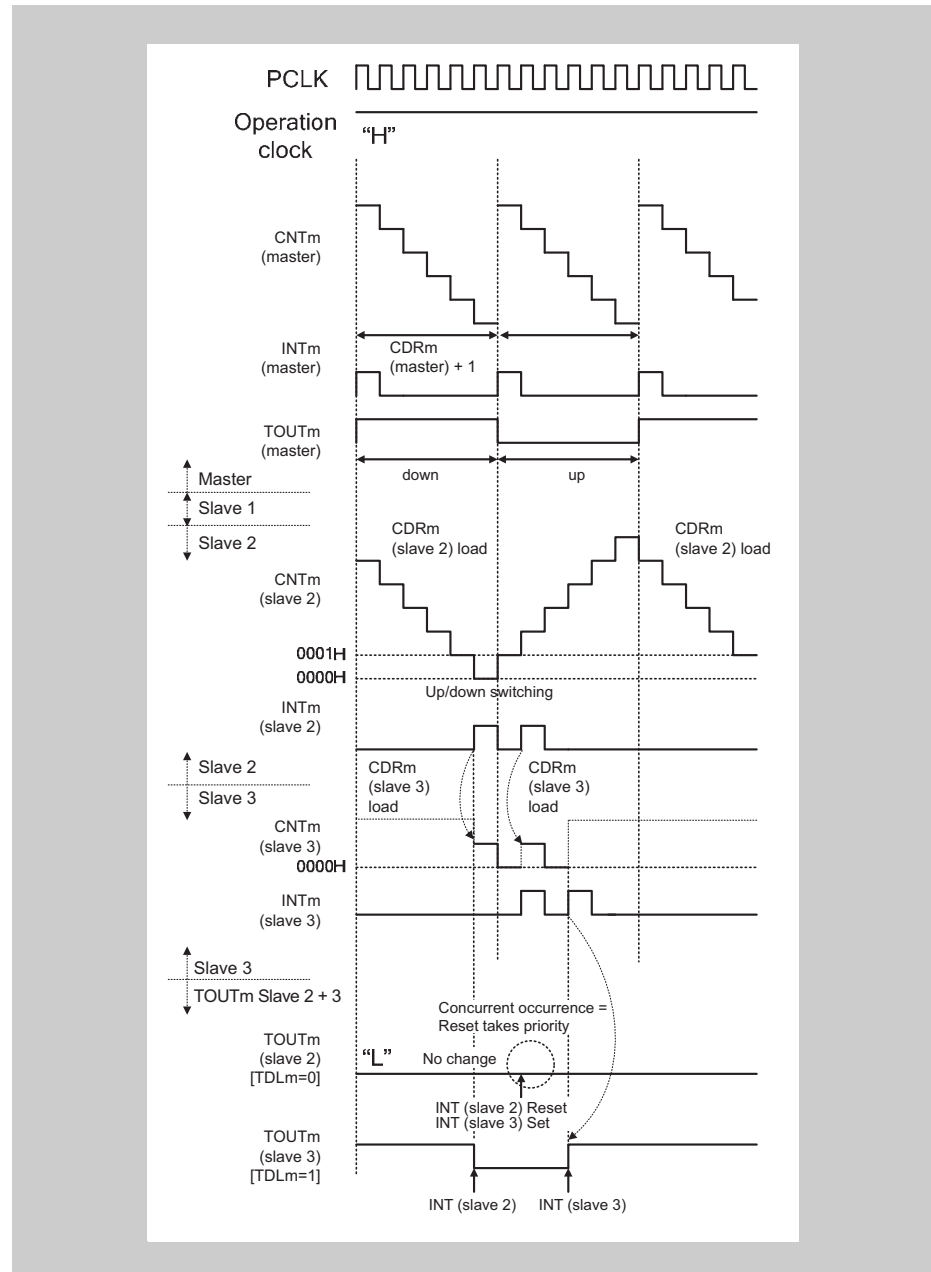 PCLK
Operation
clock
“H”
CNTm
(master)
INTm
(master)
CDRm
(master) + 1
TOUTm
(master)
down
up
Master
Slave 1
Slave 2
CDRm
(slave 2) load
CDRm
(slave 2) load
CNTm
(slave 2)
0001H
0000H
Up/down switching
INTm
(slave 2)
Slave 2
Slave 3
CDRm
(slave 3)
load
CDRm
(slave 3)
load
CNTm
(slave 3)
0000H
INTm
(slave 3)
Slave 3
TOUTm Slave 2 + 3
Concurrent occurrence =
Reset takes priority
TOUTm
(slave 2)
[TDLm=0]
“L”
No change
INT (slave 2) Reset
INT (slave 3) Set
TOUTm
(slave 3)
[TDLm=1]
INT (slave 2)
INT (slave 3)